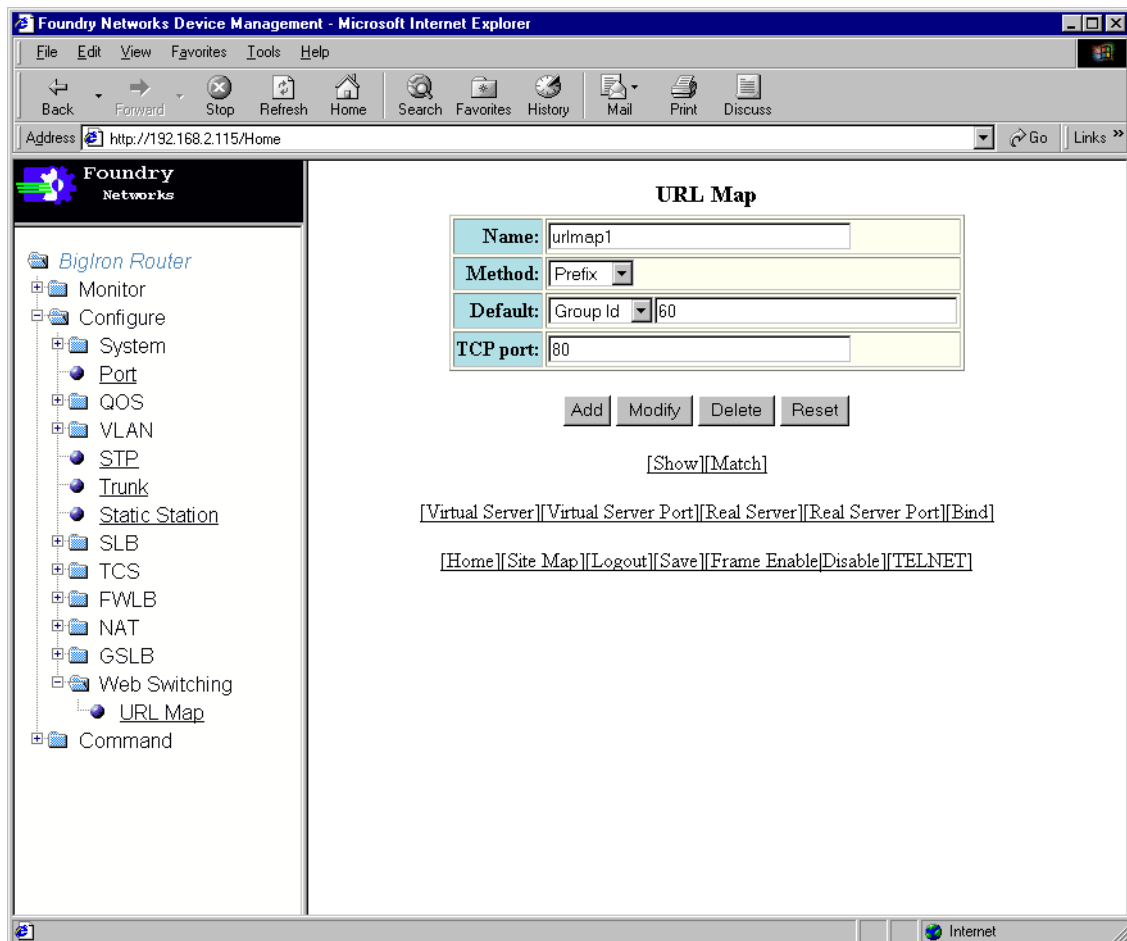 Foundry Networks Device Management - Microsoft Internet Explorer
File Edit View Favorites Tools Help
Back Forward Stop Refresh Home Search Favorites History Mail Print Discuss
Address http://192.168.2.115/Home Go Links »
Foundry
Networks
BigIron Router
Monitor
Configure
System
Port
QOS
VLAN
STP
Trunk
Static Station
SLB
TCS
FWLB
NAT
GSLB
Web Switching
URL Map
Command
URL Map
Name: urlmap1
Method: Prefix
Default: Group Id 60
TCP port: 80
Add Modify Delete Reset
[Show][Match]
[Virtual Server][Virtual Server Port][Real Server][Real Server Port][Bind]
[Home][Site Map][Logout][Save][Frame Enable|Disable][TELNET]
Internet